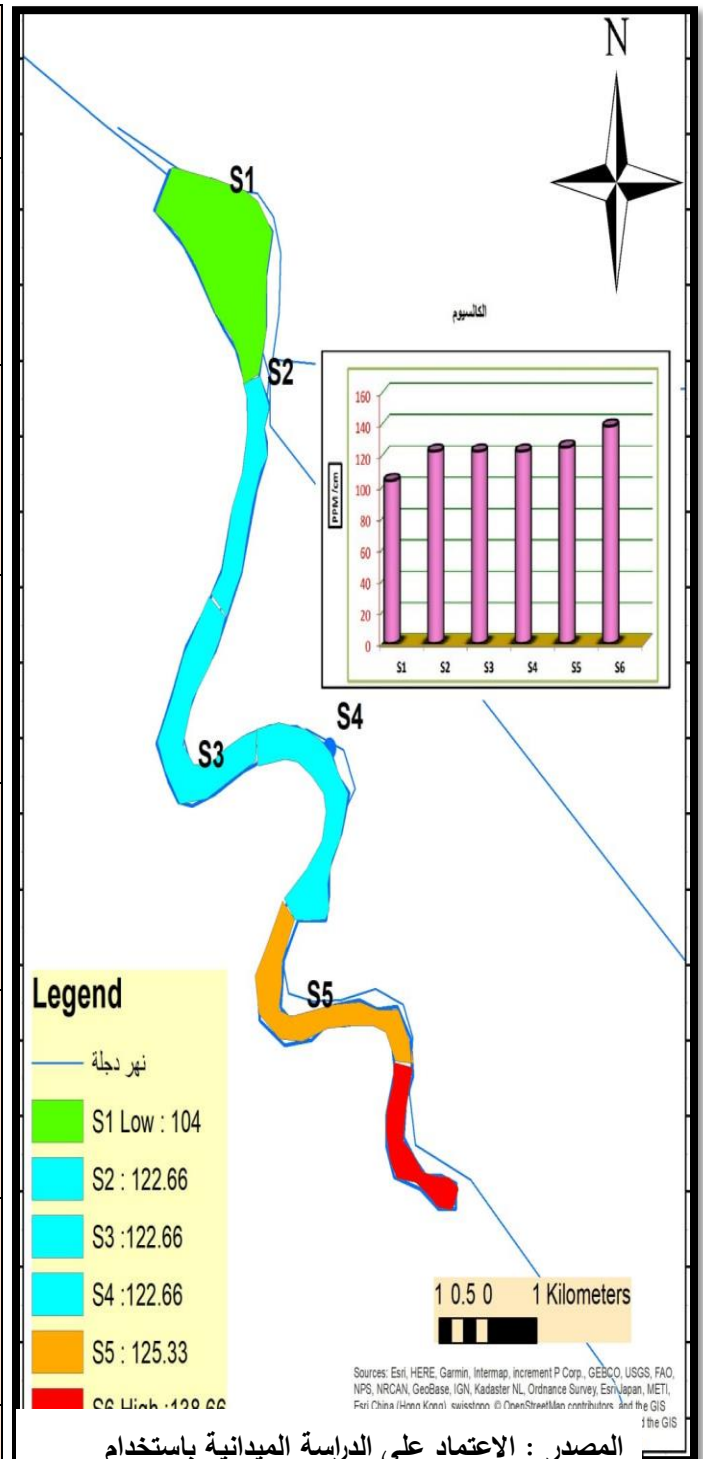 N
S1
الكالسيوم
S2
160
140
120
100
80
60
40
20
0
PPM /cm
S1 S2 S3 S4 S5 S6
S4
S3
S5
Legend
نهر دجلة
S1 Low : 104
S2 : 122.66
S3 :122.66
S4 :122.66
S5 : 125.33
S6 High :138.66
1 0.5 0 1 Kilometers
Sources: Esri, HERE, Garmin, Intermap, increment P Corp., GEBCO, USGS, FAO,
NPS, NRCAN, GeoBase, IGN, Kadaster NL, Ordnance Survey, Esri Japan, METI,
Esri China (Hong Kong), swisstopo, © OpenStreetMap contributors, and the GIS
d the GIS
المصدر : الاعتماد على الدراسة الميدانية باستخدام